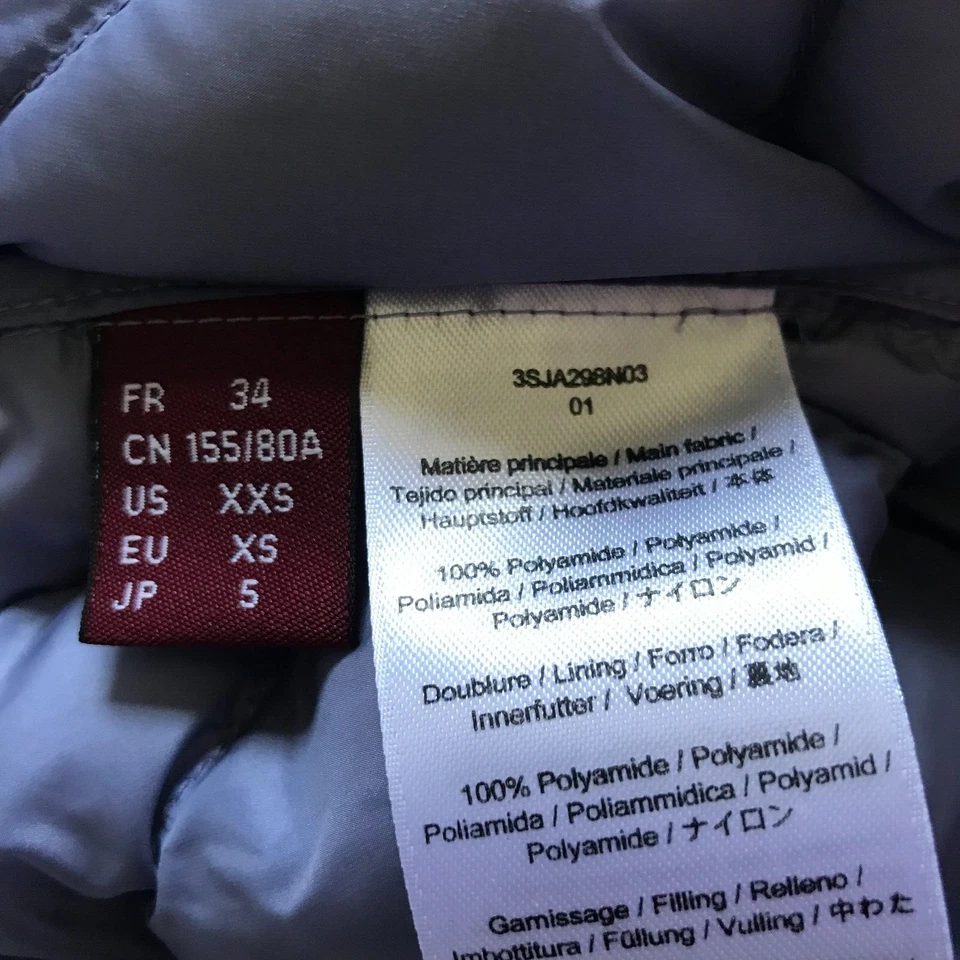 FR 34
CN 155/80A
US XXS
EU XS
JP 5
3SJA298N03
01
Matière principale / Main fabric /
Tejido principal / Materiale principale /
Hauptstoff / Hoofdkwaliteit / 本体
100% Polyamide / Polyamide /
Poliamida / Poliammidica / Polyamid /
Polyamide / ナイロン
Doublure / Lining / Forro / Fodera /
Innenfutter / Voering / 裏地
100% Polyamide / Polyamide /
Poliamida / Poliammidica / Polyamid /
Polyamide / ナイロン
Garnissage / Filling / Relleno /
Imbottitura / Füllung / Vulling / 中わた